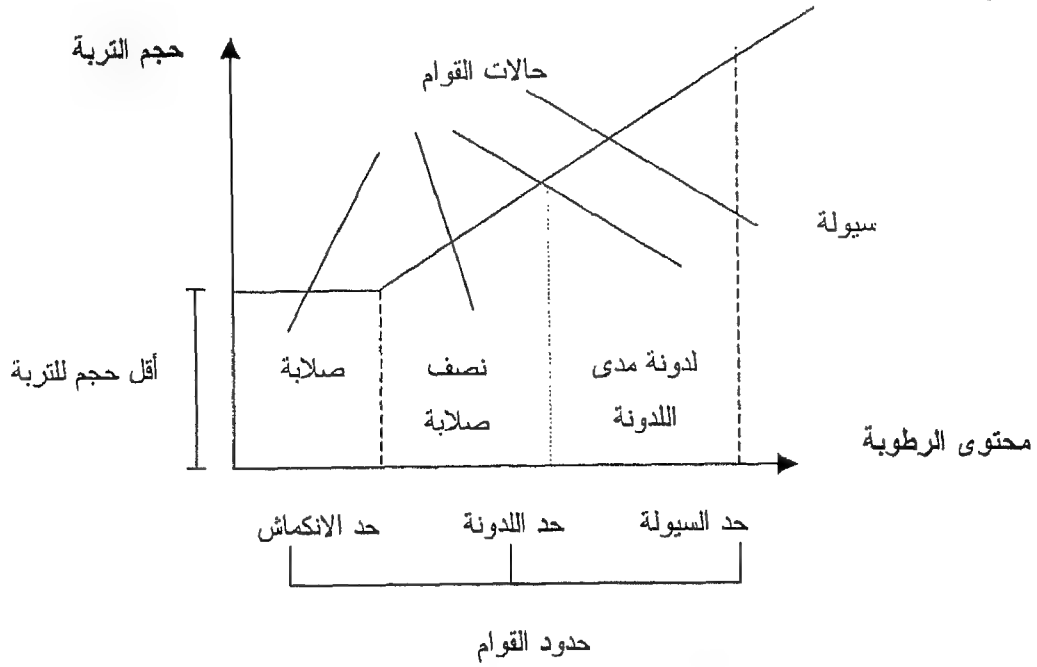 حجم التربة
حالات القوام
سيولة
أقل حجم للتربة
صلابة
نصف
صلابة
لدونة مدى
اللدونة
محتوى الرطوبة
حد الانكماش
حد اللدونة
حد السيولة
حدود القوام